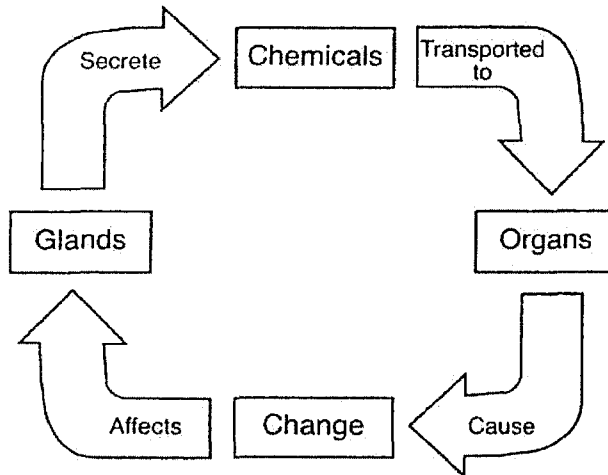 Secrete
Chemicals
Transported
to
Glands
Organs
Affects
Change
Cause